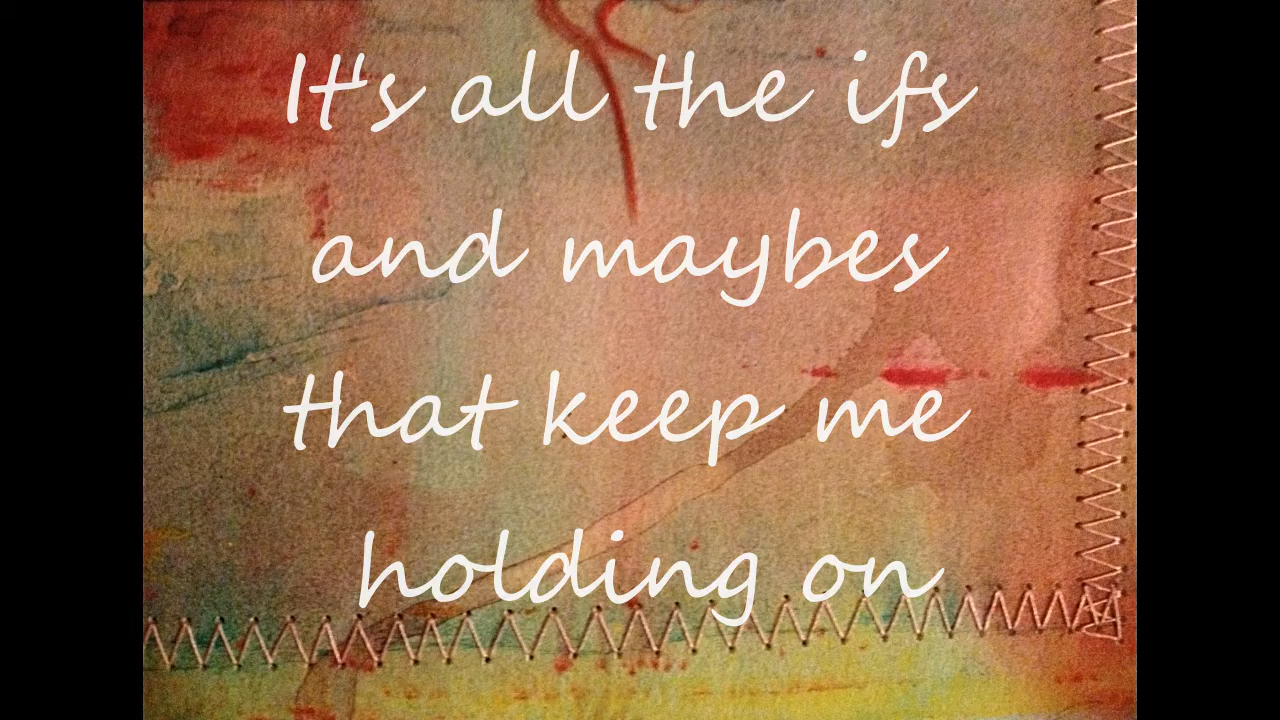 It's all the ifs
and maybes
that keep me
holding on